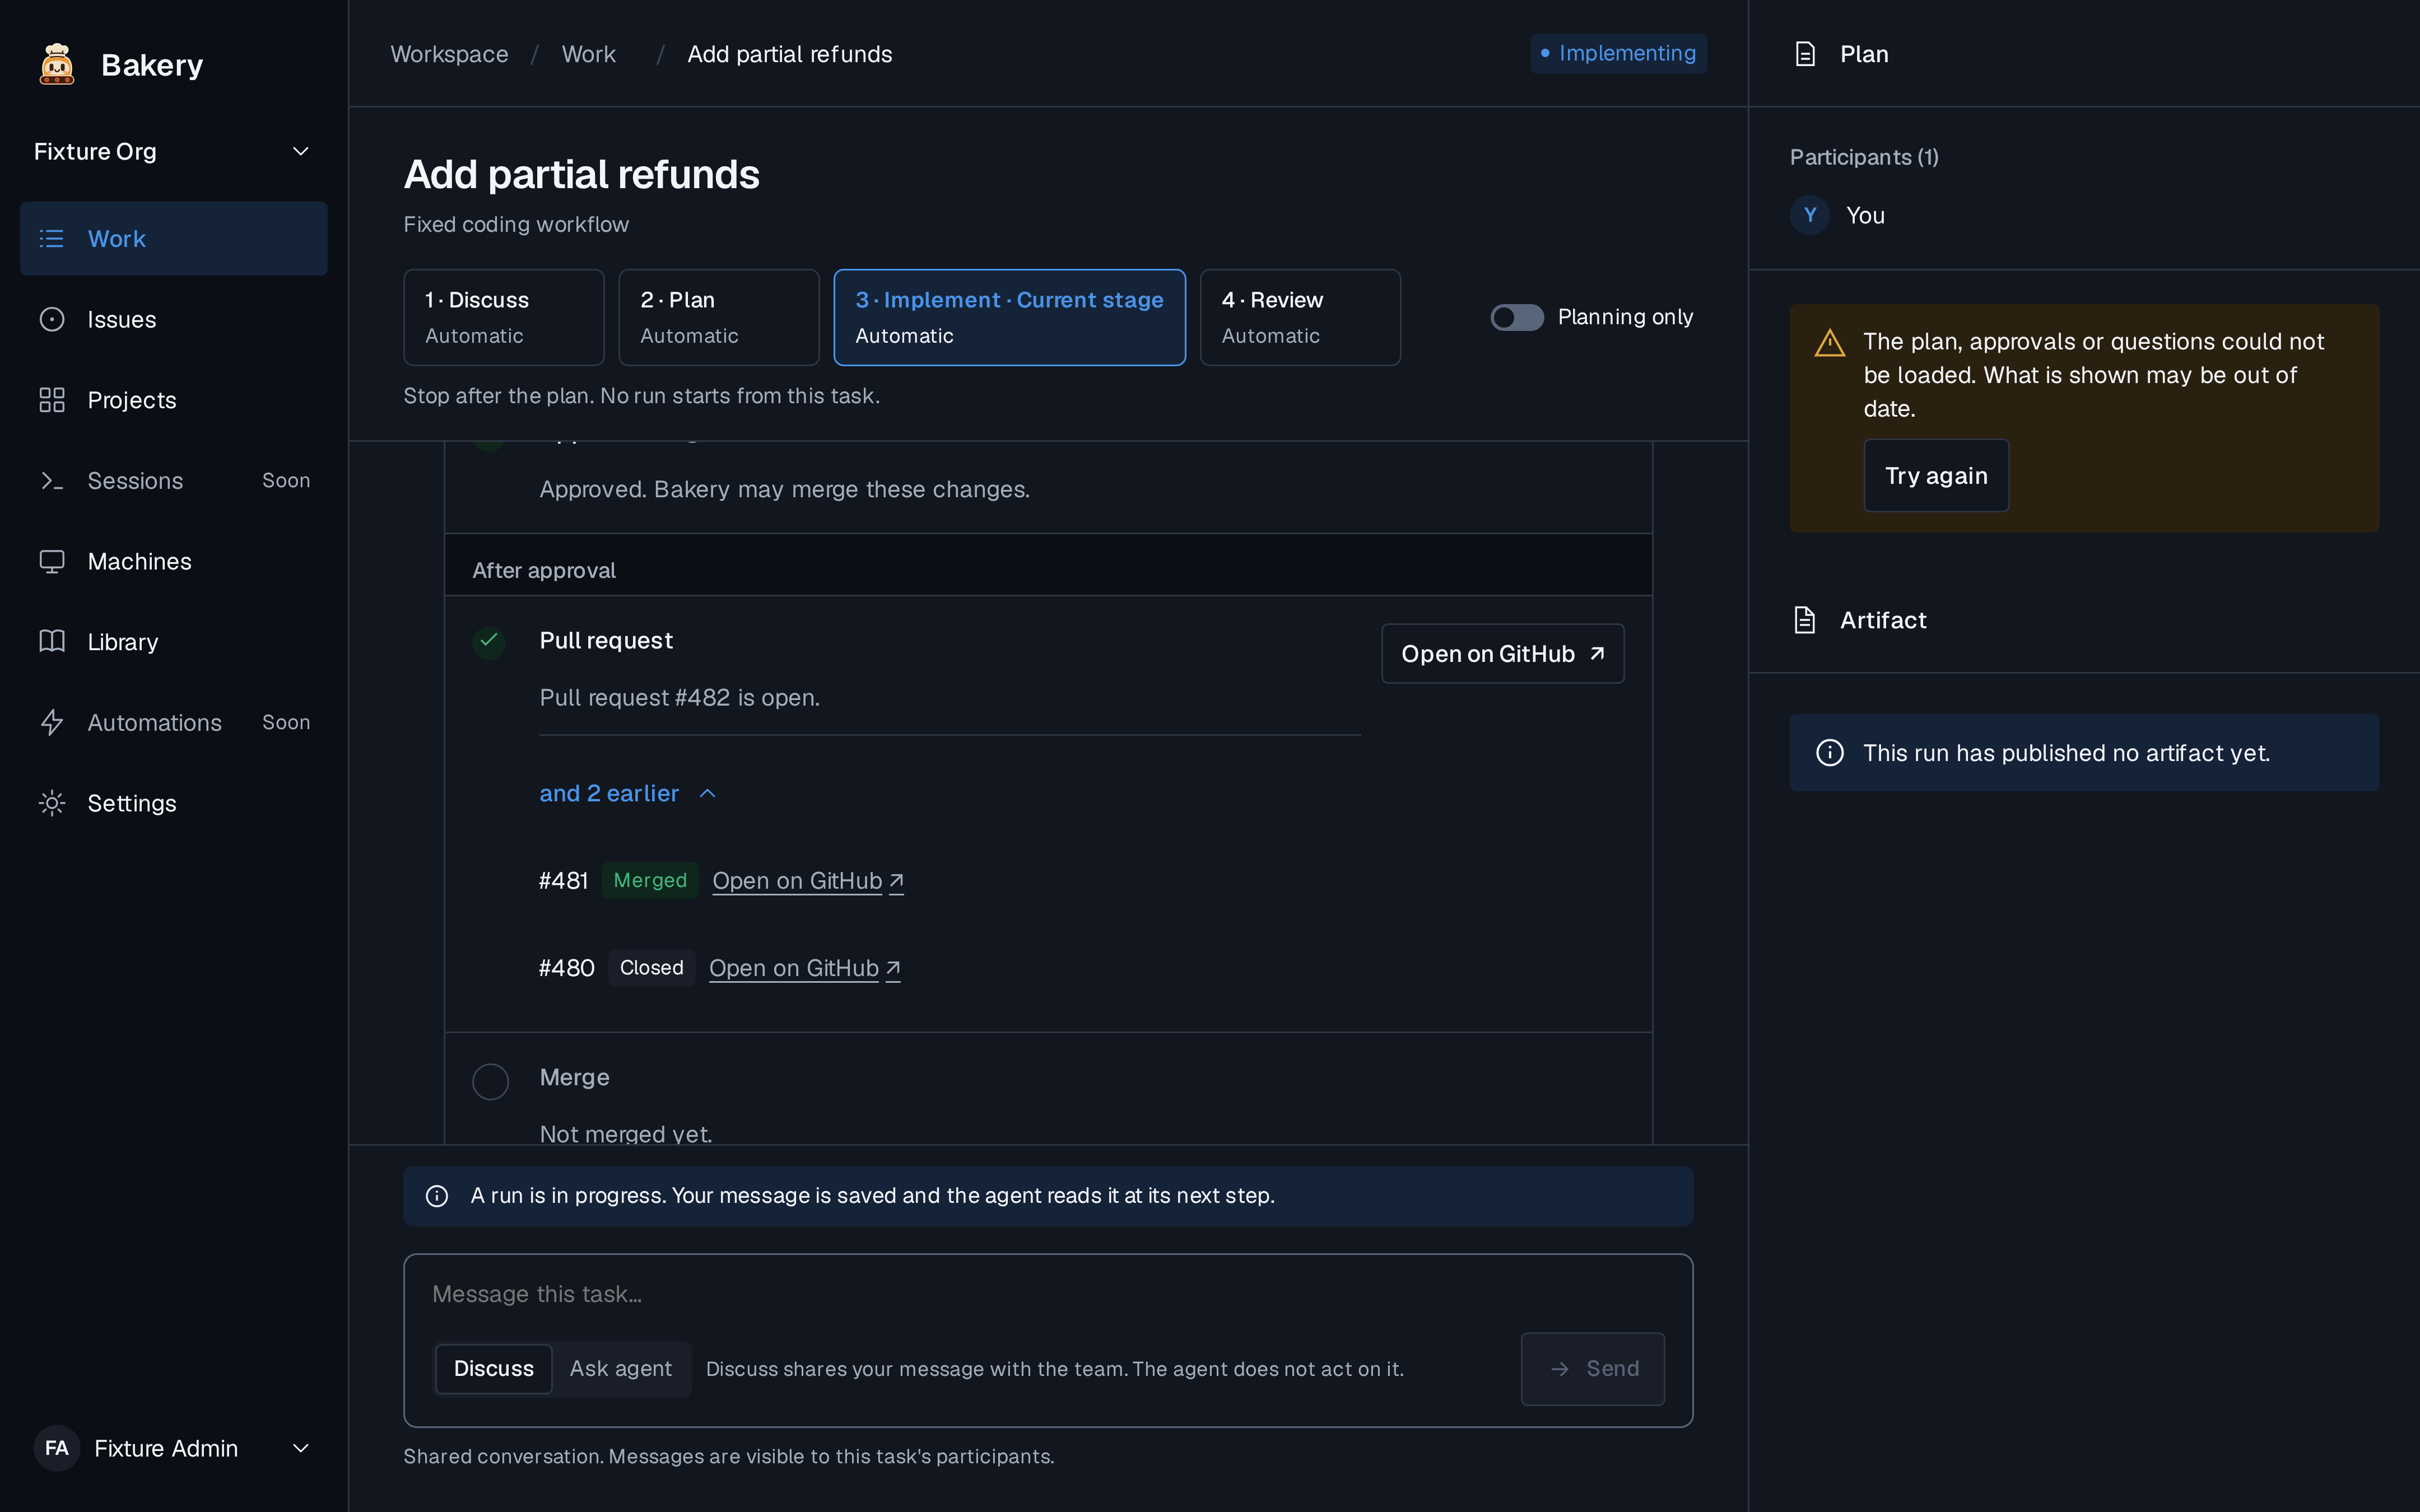 Bakery
Fixture Org
Work
Issues
Projects
Sessions Soon
Machines
Library
Automations Soon
Settings
FA Fixture Admin
Workspace / Work / Add partial refunds
Implementing
Add partial refunds
Fixed coding workflow
1 · Discuss
Automatic
2 · Plan
Automatic
3 · Implement · Current stage
Automatic
4 · Review
Automatic
Planning only
Stop after the plan. No run starts from this task.
Approved. Bakery may merge these changes.
After approval
Pull request
Open on GitHub
Pull request #482 is open.
and 2 earlier
#481 Merged Open on GitHub
#480 Closed Open on GitHub
Merge
Not merged yet.
A run is in progress. Your message is saved and the agent reads it at its next step.
Message this task...
Discuss Ask agent Discuss shares your message with the team. The agent does not act on it.
Send
Shared conversation. Messages are visible to this task's participants.
Plan
Participants (1)
Y You
The plan, approvals or questions could not
be loaded. What is shown may be out of
date.
Try again
Artifact
This run has published no artifact yet.